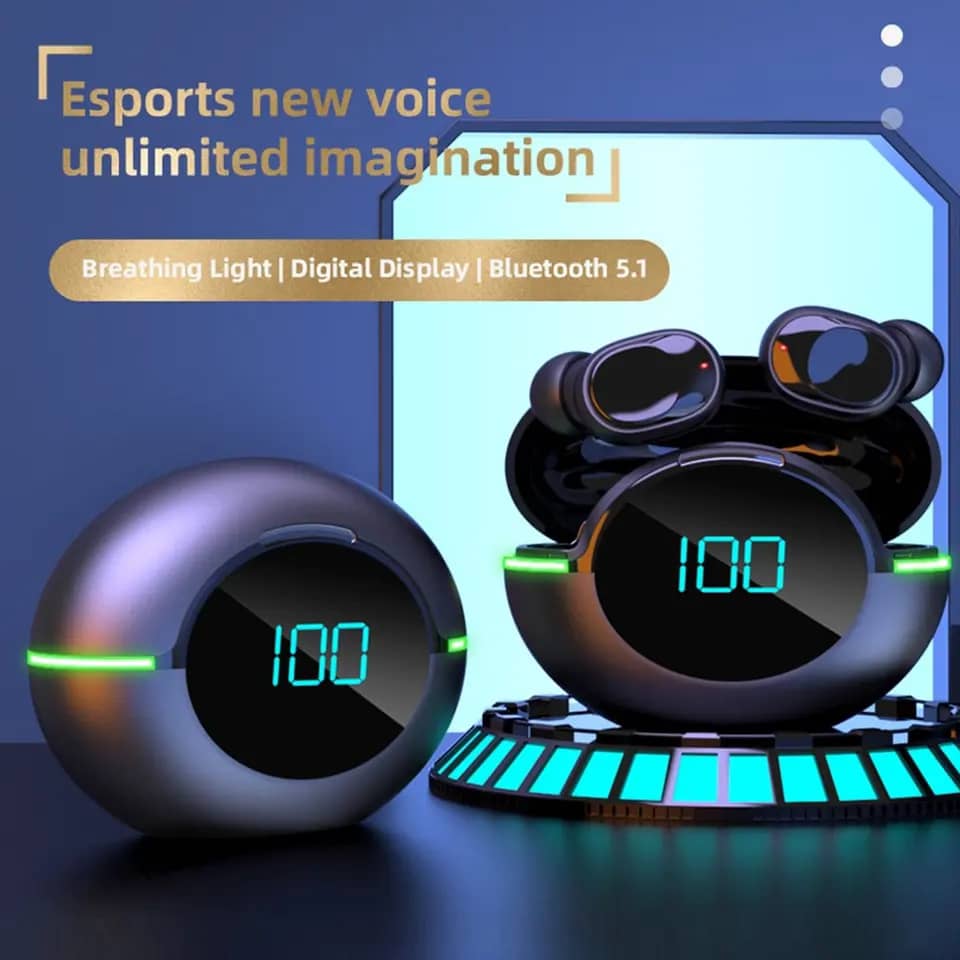 Esports new voice
unlimited imagination
Breathing Light | Digital Display | Bluetooth 5.1
100
100